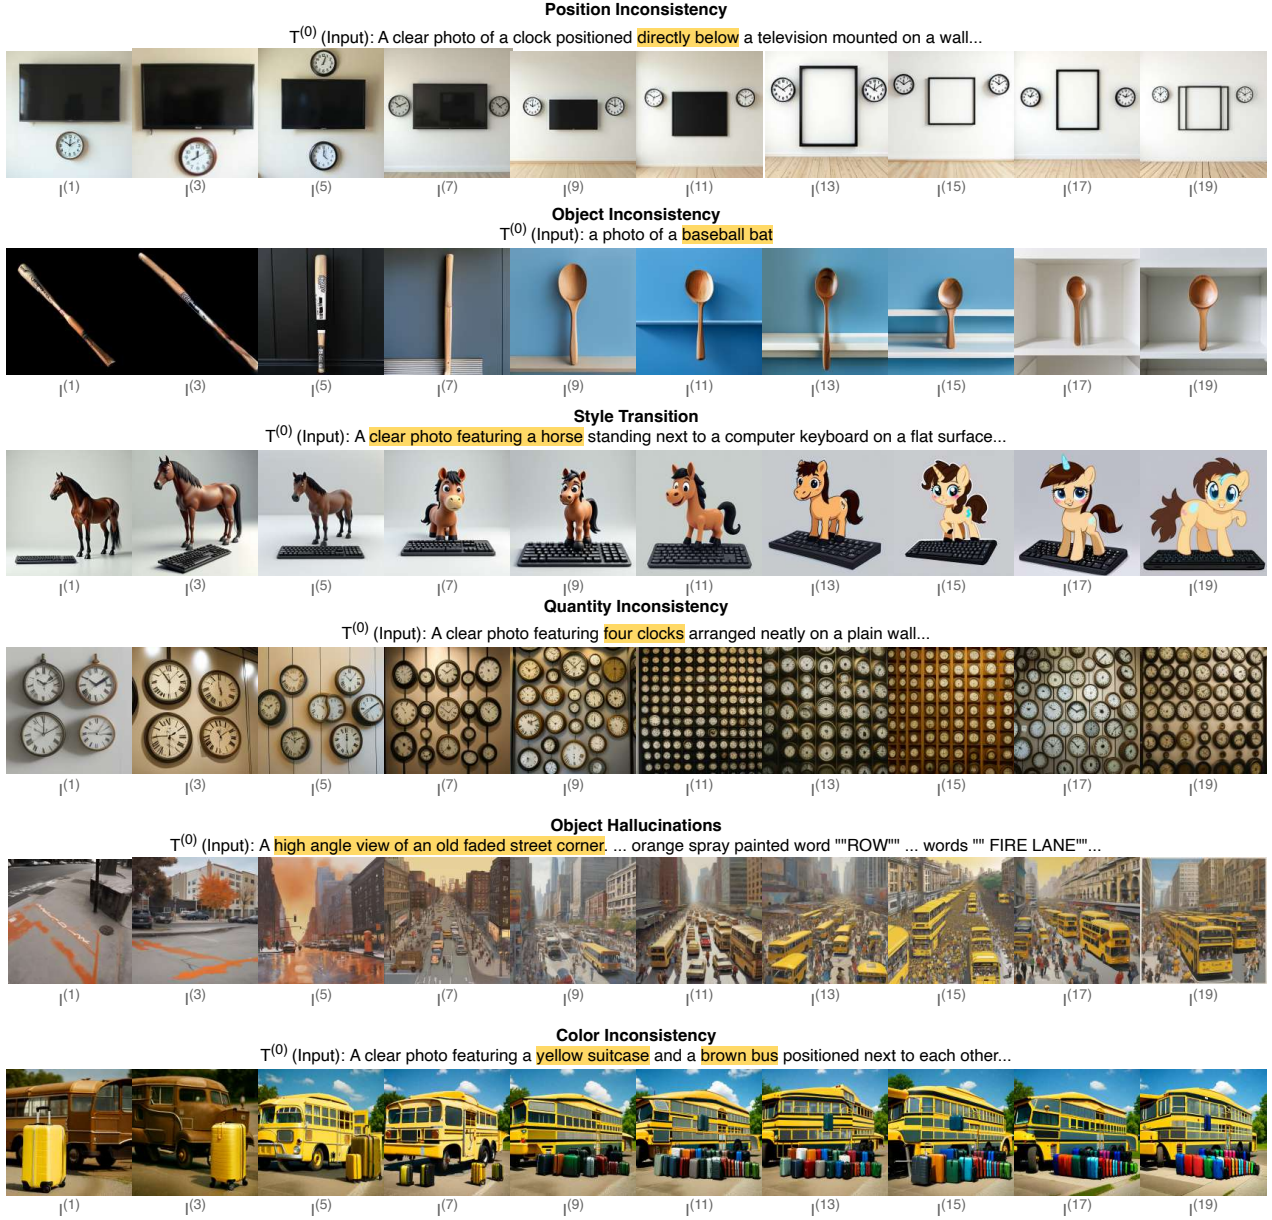 Position Inconsistency
T(0) (Input): A clear photo of a clock positioned directly below a television mounted on a wall...
I(1) I(3) I(5) I(7) I(9) I(11) I(13) I(15) I(17) I(19)
Object Inconsistency
T(0) (Input): a photo of a baseball bat
I(1) I(3) I(5) I(7) I(9) I(11) I(13) I(15) I(17) I(19)
Style Transition
T(0) (Input): A clear photo featuring a horse standing next to a computer keyboard on a flat surface...
I(1) I(3) I(5) I(7) I(9) I(11) I(13) I(15) I(17) I(19)
Quantity Inconsistency
T(0) (Input): A clear photo featuring four clocks arranged neatly on a plain wall...
I(1) I(3) I(5) I(7) I(9) I(11) I(13) I(15) I(17) I(19)
Object Hallucinations
T(0) (Input): A high angle view of an old faded street corner. ... orange spray painted word ""ROW"" ... words "" FIRE LANE""...
I(1) I(3) I(5) I(7) I(9) I(11) I(13) I(15) I(17) I(19)
Color Inconsistency
T(0) (Input): A clear photo featuring a yellow suitcase and a brown bus positioned next to each other...
I(1) I(3) I(5) I(7) I(9) I(11) I(13) I(15) I(17) I(19)